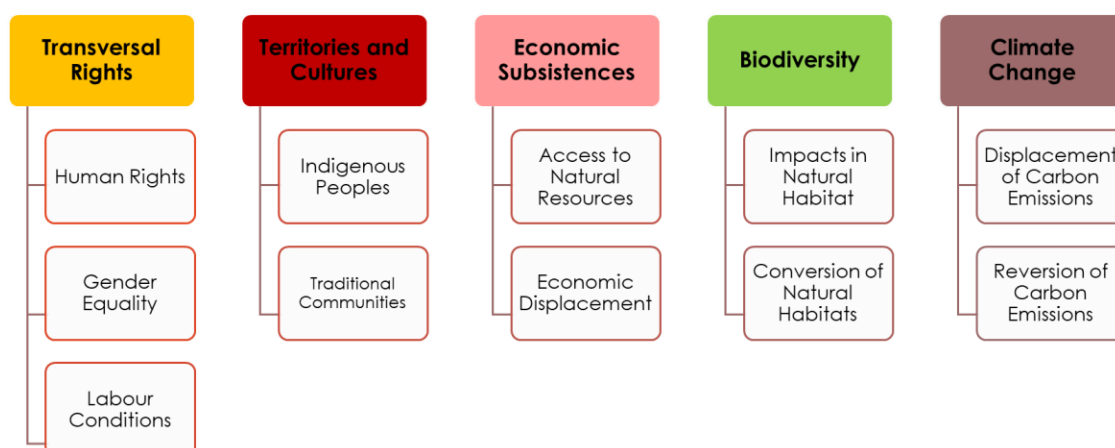 Transversal
Rights
Human Rights
Gender
Equality
Labour
Conditions
Territories and
Cultures
Indigenous
Peoples
Traditional
Communities
Economic
Subsistences
Access to
Natural
Resources
Economic
Displacement
Biodiversity
Impacts in
Natural
Habitat
Conversion of
Natural
Habitats
Climate
Change
Displacement
of Carbon
Emissions
Reversion of
Carbon
Emissions